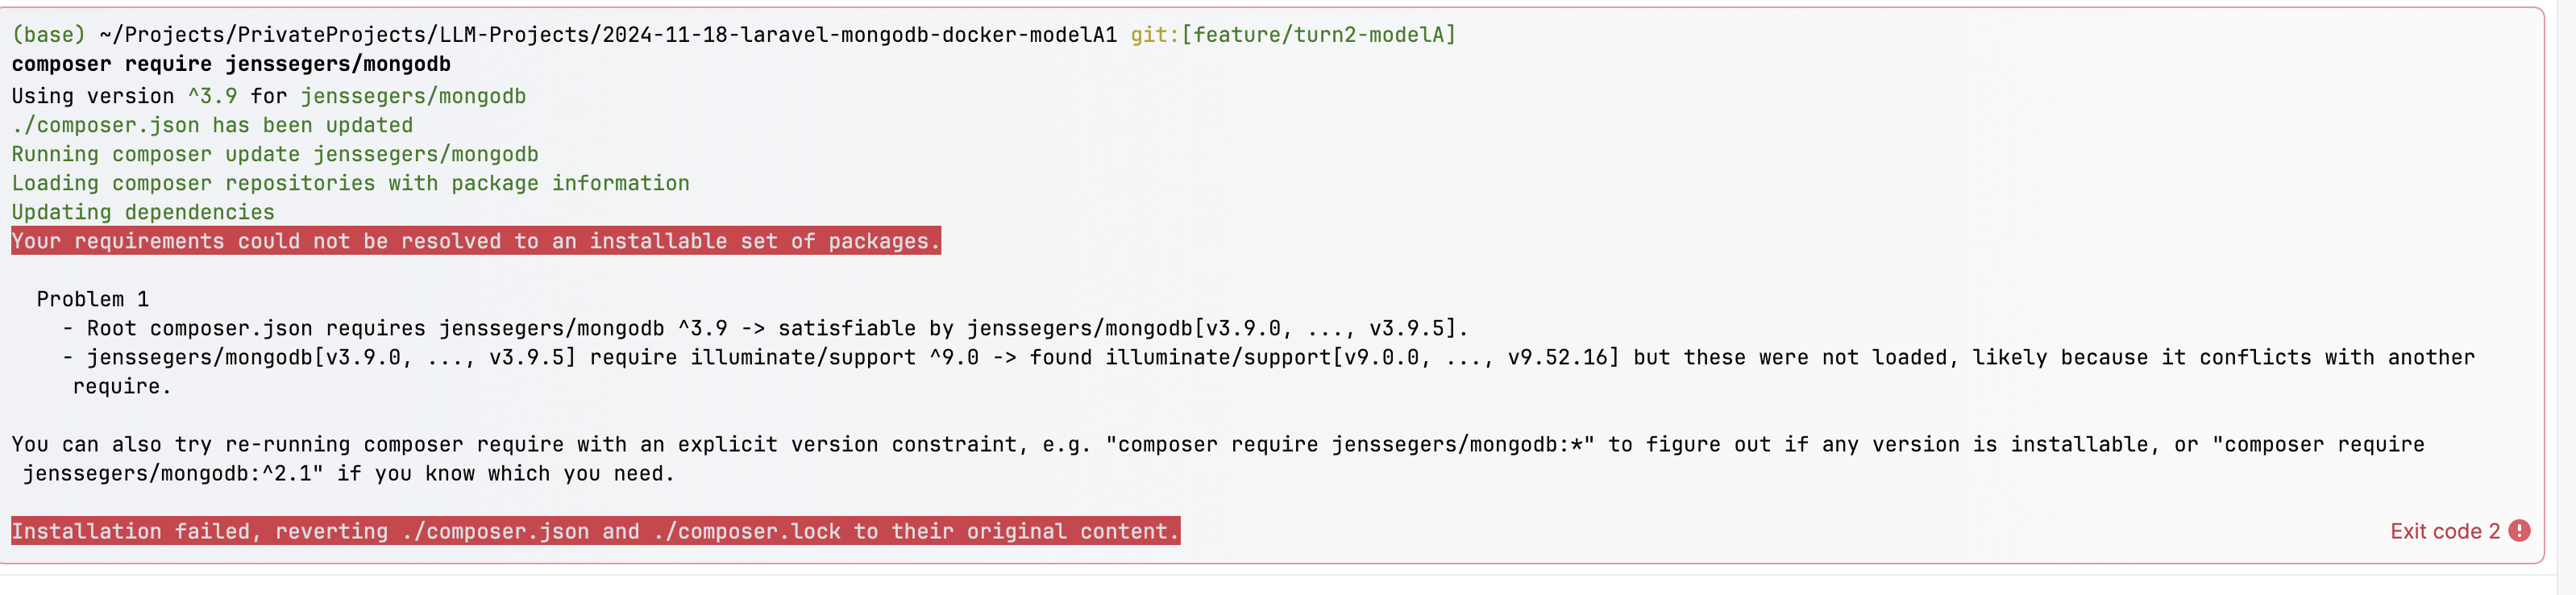 (base) ~/Projects/PrivateProjects/LLM-Projects/2024-11-18-laravel-mongodb-docker-modelA1 git:[feature/turn2-modelA]
composer require jenssegers/mongodb
Using version ^3.9 for jenssegers/mongodb
./composer.json has been updated
Running composer update jenssegers/mongodb
Loading composer repositories with package information
Updating dependencies
Your requirements could not be resolved to an installable set of packages.
Problem 1
- Root composer.json requires jenssegers/mongodb ^3.9 -> satisfiable by jenssegers/mongodb[v3.9.0, ..., v3.9.5].
- jenssegers/mongodb[v3.9.0, ..., v3.9.5] require illuminate/support ^9.0 -> found illuminate/support[v9.0.0, ..., v9.52.16] but these were not loaded, likely because it conflicts with another
require.
You can also try re-running composer require with an explicit version constraint, e.g. "composer require jenssegers/mongodb:*" to figure out if any version is installable, or "composer require
jenssegers/mongodb:^2.1" if you know which you need.
Installation failed, reverting ./composer.json and ./composer.lock to their original content.
Exit code 2